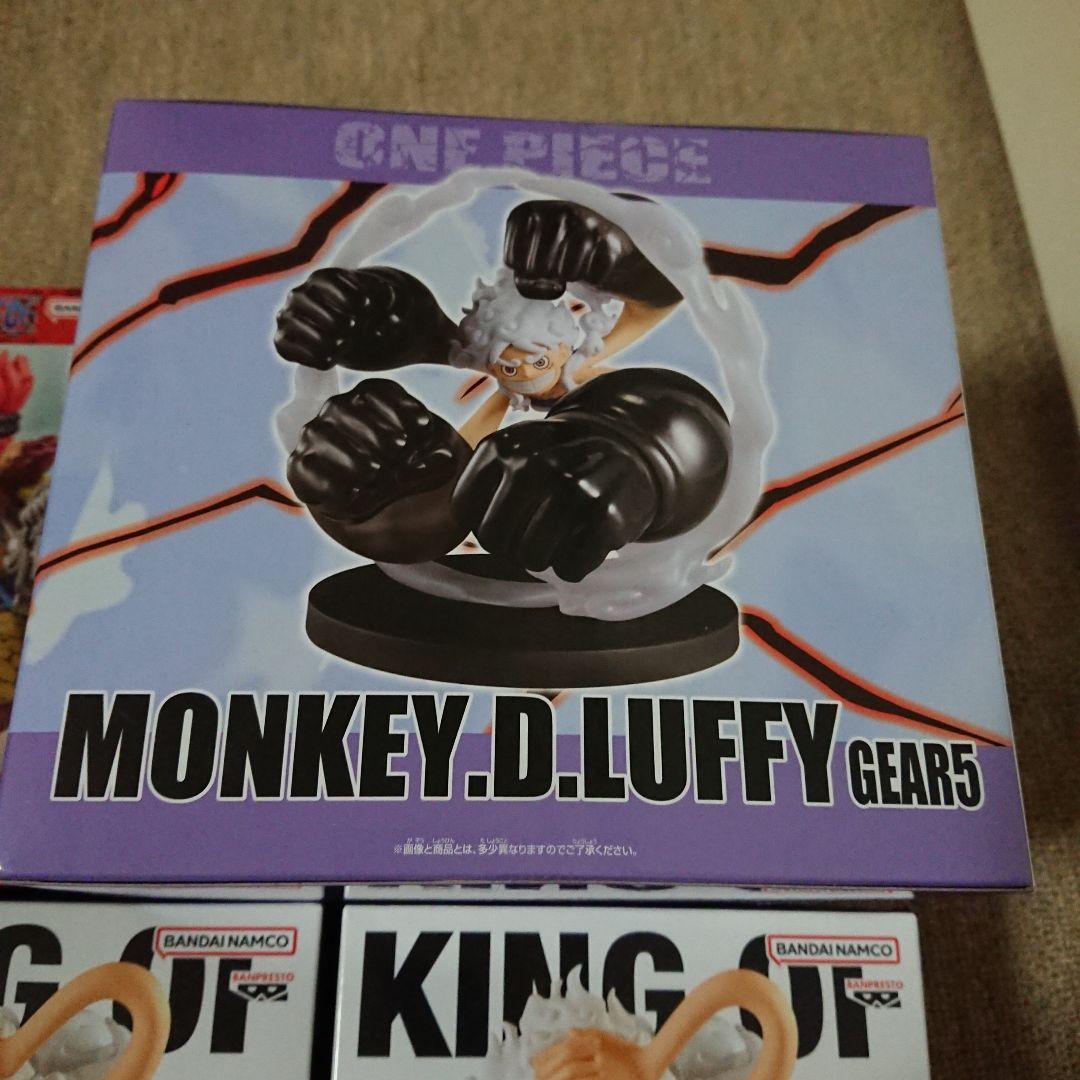 ONE PIECE
MONKEY.D.LUFFY GEAR5
※画像と商品とは、多少異なりますのでご了承ください。
BANDAI NAMCO
BANPRESTO
G OF
KING OF
BANDAI NAMCO
BANPRESTO